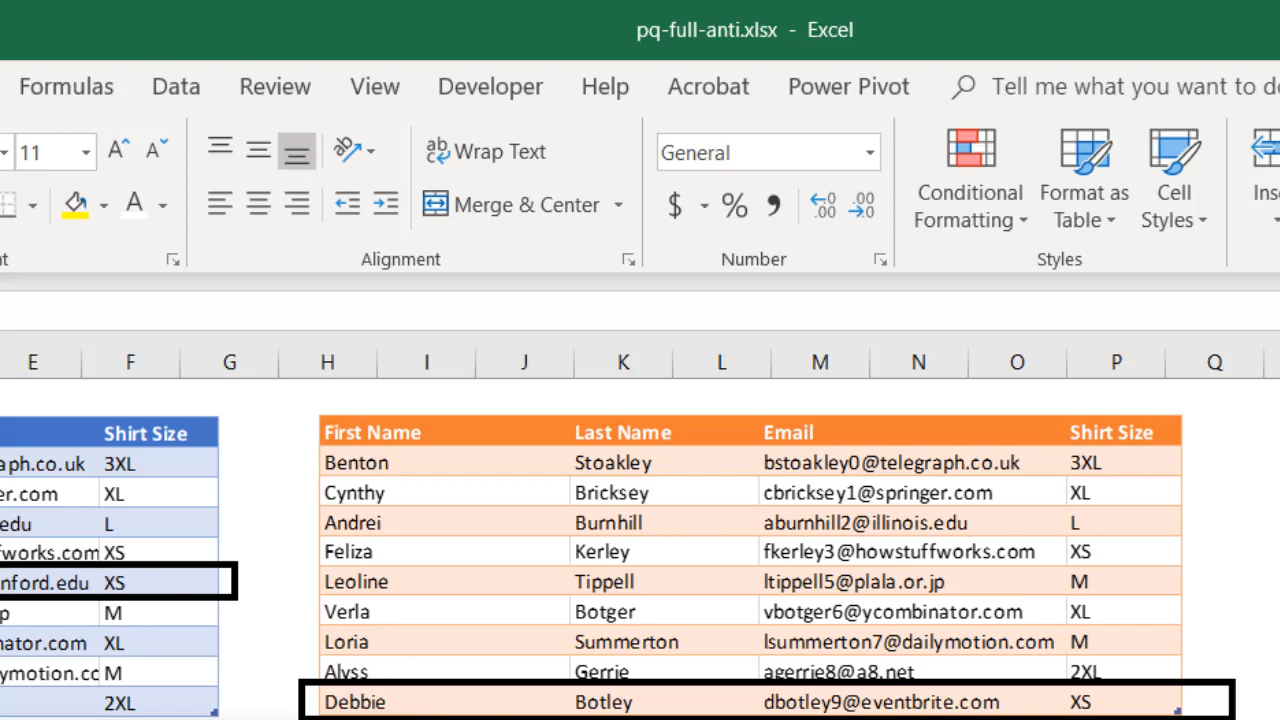 pq-full-anti.xlsx - Excel
Formulas Data Review View Developer Help Acrobat Power Pivot Tell me what you want to do
11 Wrap Text General Conditional Formatting Format as Table Cell Styles
Merge & Center $ % , .00 .00
Alignment Number Styles
E F G H I J K L M N O P Q
Shirt Size First Name Last Name Email Shirt Size
aph.co.uk 3XL Benton Stoakley bstoakley0@telegraph.co.uk 3XL
er.com XL Cynthy Bricksey cbricksey1@springer.com XL
edu L Andrei Burnhill aburnhill2@illinois.edu L
fworks.com XS Feliza Kerley fkerley3@howstuffworks.com XS
nford.edu XS Leoline Tippell ltippell5@plala.or.jp M
p M Verla Botger vbotger6@ycombinator.com XL
nator.com XL Loria Summerton lsummerton7@dailymotion.com M
ymotion.cc M Alyss Gerrie agerrie8@a8.net 2XL
2XL Debbie Botley dbotley9@eventbrite.com XS